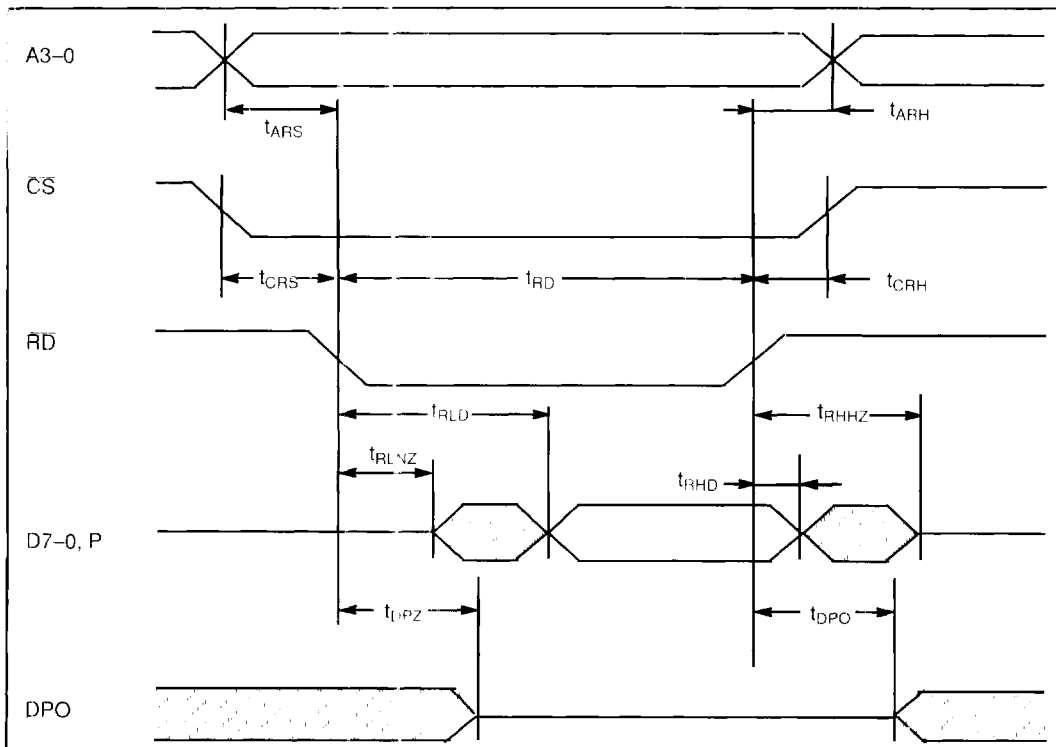 A3–0
tARS
tARH
CS
tCRS
tRD
tCRH
RD
tRLD
tRHHZ
tRLNZ
tRHD
D7–0, P
tDPZ
tDPO
DPO